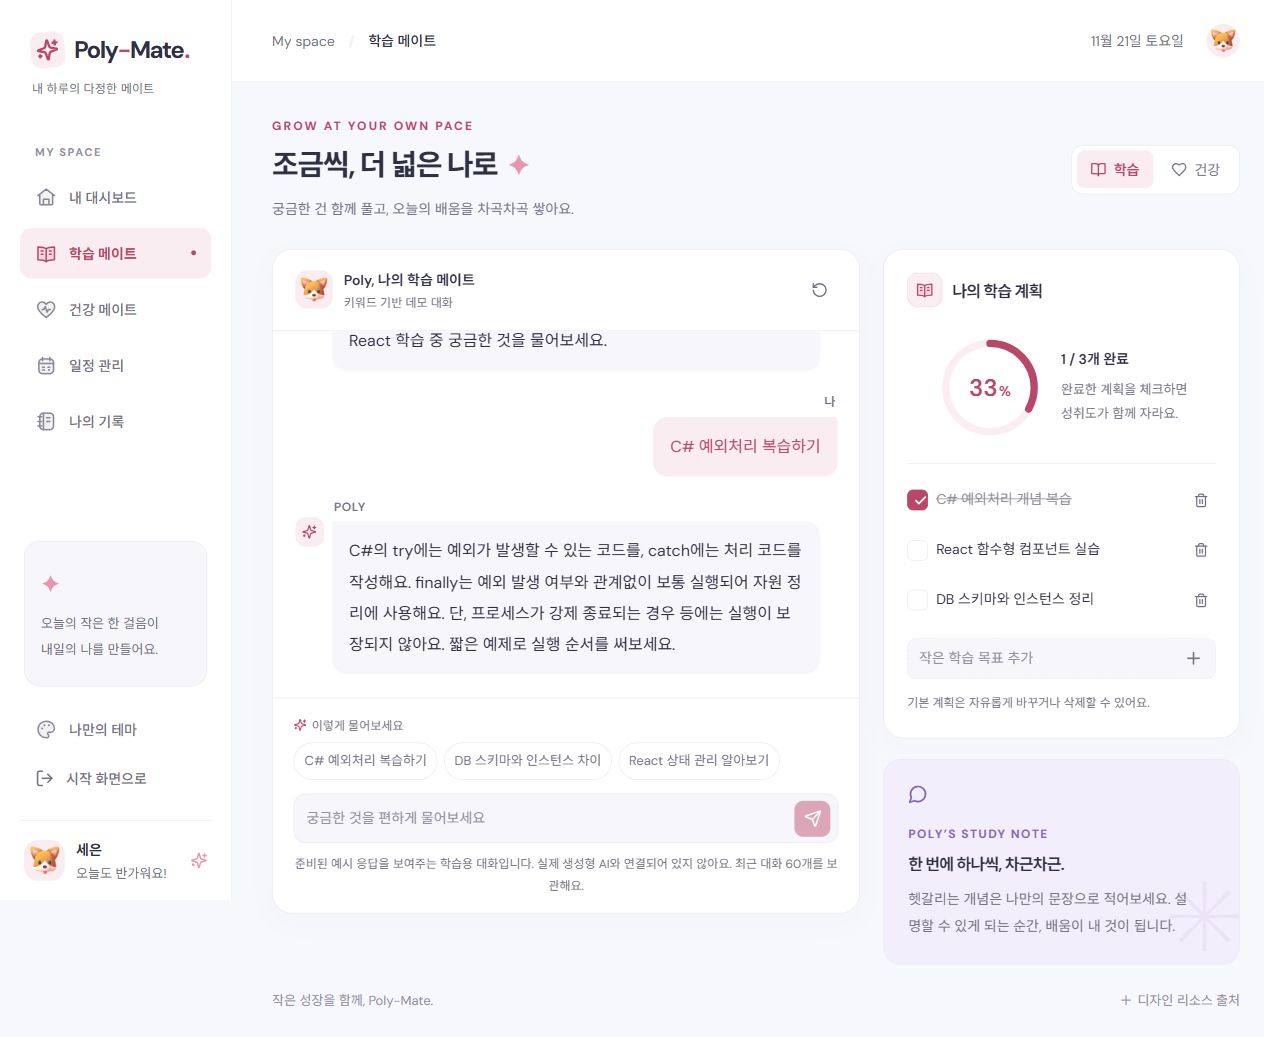 Poly-Mate.
내 하루의 다정한 메이트
MY SPACE
내 대시보드
학습 메이트
건강 메이트
일정 관리
나의 기록
오늘의 작은 한 걸음이
내일의 나를 만들어요.
나만의 테마
시작 화면으로
세은
오늘도 반가워요!
My space / 학습 메이트
11월 21일 토요일
GROW AT YOUR OWN PACE
조금씩, 더 넓은 나로
궁금한 건 함께 풀고, 오늘의 배움을 차곡차곡 쌓아요.
학습
건강
Poly, 나의 학습 메이트
키워드 기반 데모 대화
React 학습 중 궁금한 것을 물어보세요.
나
C# 예외처리 복습하기
POLY
C#의 try에는 예외가 발생할 수 있는 코드를, catch에는 처리 코드를
작성해요. finally는 예외 발생 여부와 관계없이 보통 실행되어 자원 정
리에 사용해요. 단, 프로세스가 강제 종료되는 경우 등에는 실행이 보
장되지 않아요. 짧은 예제로 실행 순서를 써보세요.
이렇게 물어보세요
C# 예외처리 복습하기
DB 스키마와 인스턴스 차이
React 상태 관리 알아보기
궁금한 것을 편하게 물어보세요
준비된 예시 응답을 보여주는 학습용 대화입니다. 실제 생성형 AI와 연결되어 있지 않아요. 최근 대화 60개를 보
관해요.
나의 학습 계획
33%
1 / 3개 완료
완료한 계획을 체크하면
성취도가 함께 자라요.
C# 예외처리 개념 복습
React 함수형 컴포넌트 실습
DB 스키마와 인스턴스 정리
작은 학습 목표 추가
기본 계획은 자유롭게 바꾸거나 삭제할 수 있어요.
POLY'S STUDY NOTE
한 번에 하나씩, 차근차근.
헷갈리는 개념은 나만의 문장으로 적어보세요. 설
명할 수 있게 되는 순간, 배움이 내 것이 됩니다.
작은 성장을 함께, Poly-Mate.
디자인 리소스 출처